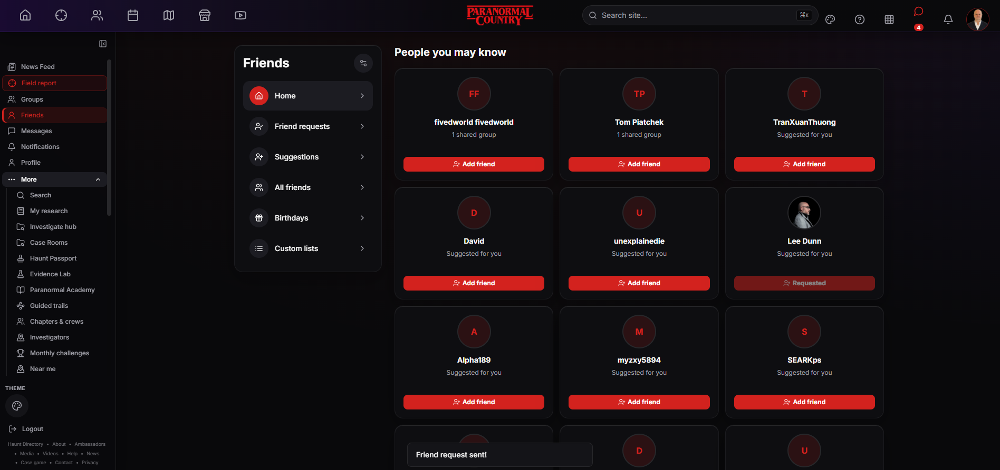 PARANORMAL
COUNTRY
Search site...
⌘K
4
News Feed
Field report
Groups
Friends
Messages
Notifications
Profile
More
Search
My research
Investigate hub
Case Rooms
Haunt Passport
Evidence Lab
Paranormal Academy
Guided trails
Chapters & crews
Investigators
Monthly challenges
Near me
THEME
Logout
Haunt Directory • About • Ambassadors
• Media • Videos • Help • News
• Case game • Contact • Privacy
Friends
Home
Friend requests
Suggestions
All friends
Birthdays
Custom lists
People you may know
FF
fivedworld fivedworld
1 shared group
Add friend
TP
Tom Piatchek
1 shared group
Add friend
T
TranXuanThuong
Suggested for you
Add friend
D
David
Suggested for you
Add friend
U
unexplainedie
Suggested for you
Add friend
Lee Dunn
Suggested for you
Requested
A
Alpha189
Suggested for you
Add friend
M
myzxy5894
Suggested for you
Add friend
S
SEARKps
Suggested for you
Add friend
D
U
Friend request sent!